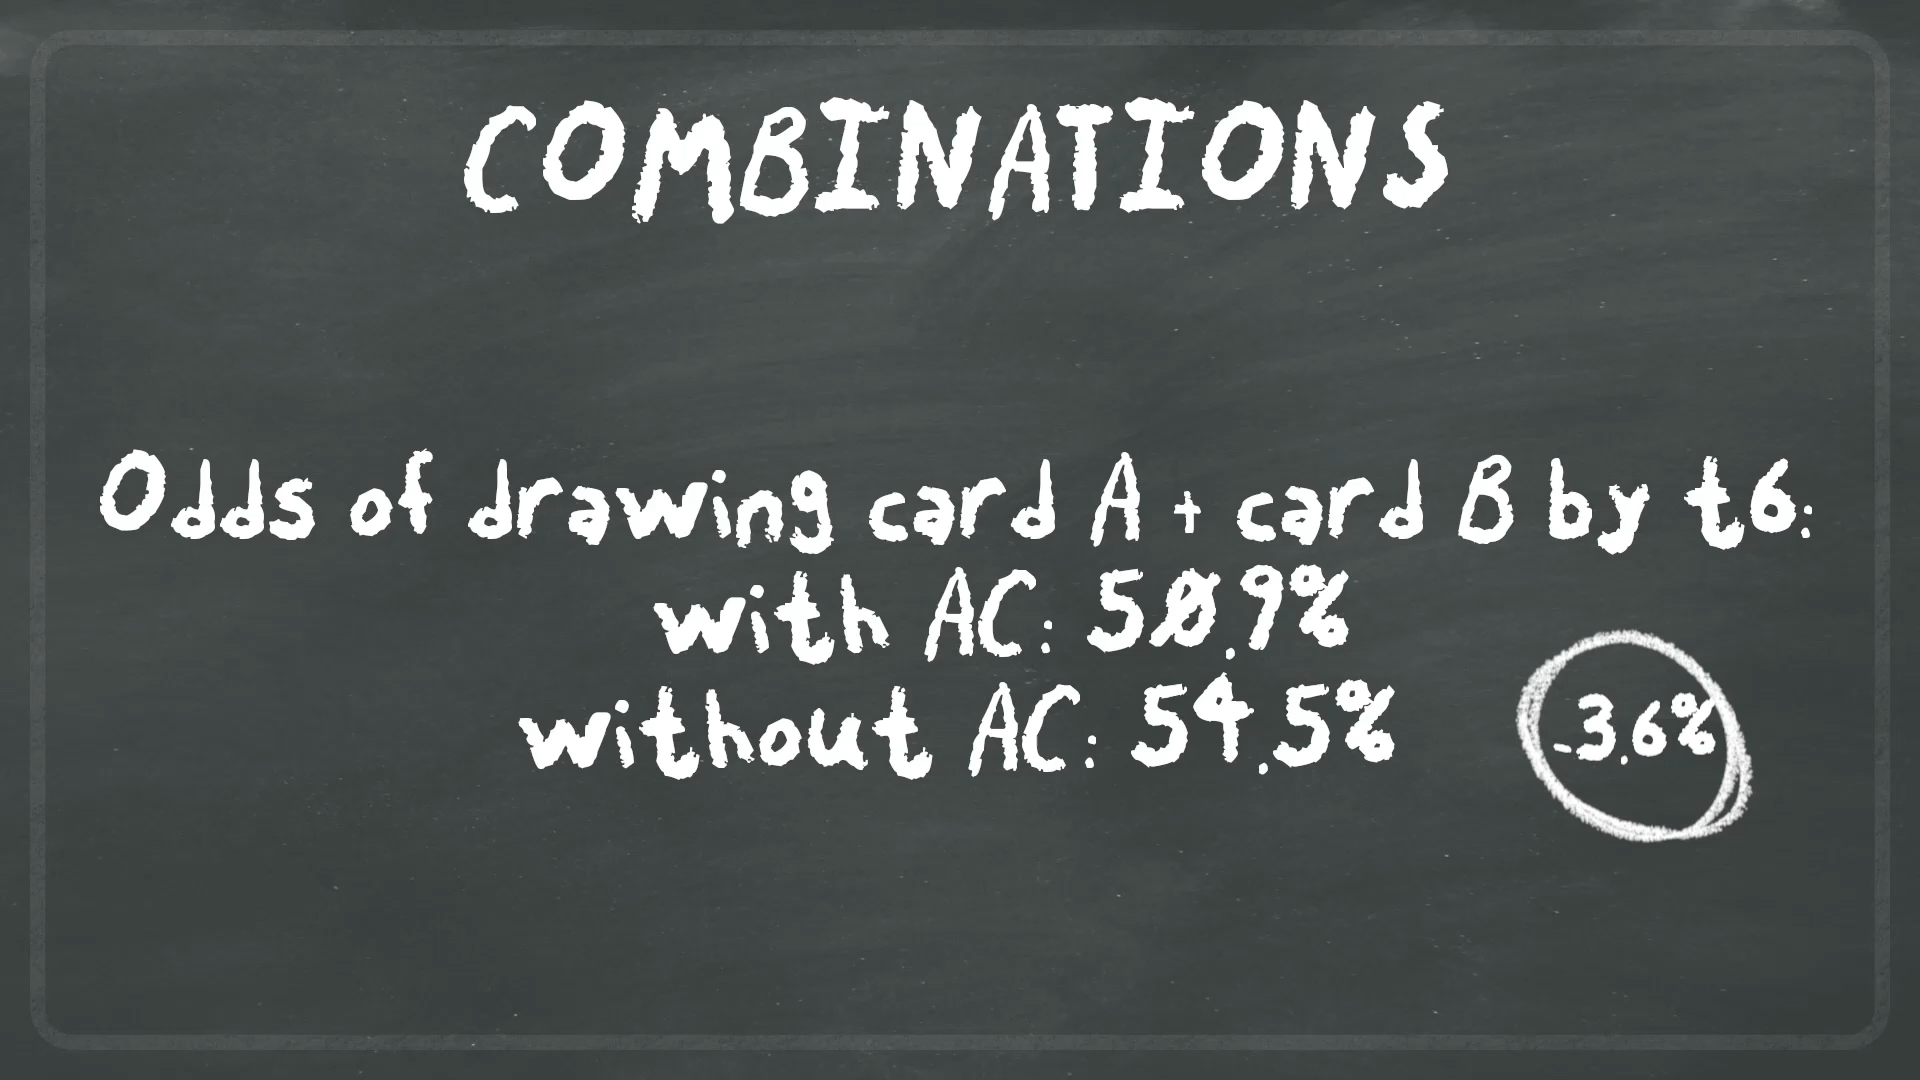 COMBINATIONS
Odds of drawing card A + card B by t6:
with AC: 50.9%
without AC: 54.5%
-3.6%